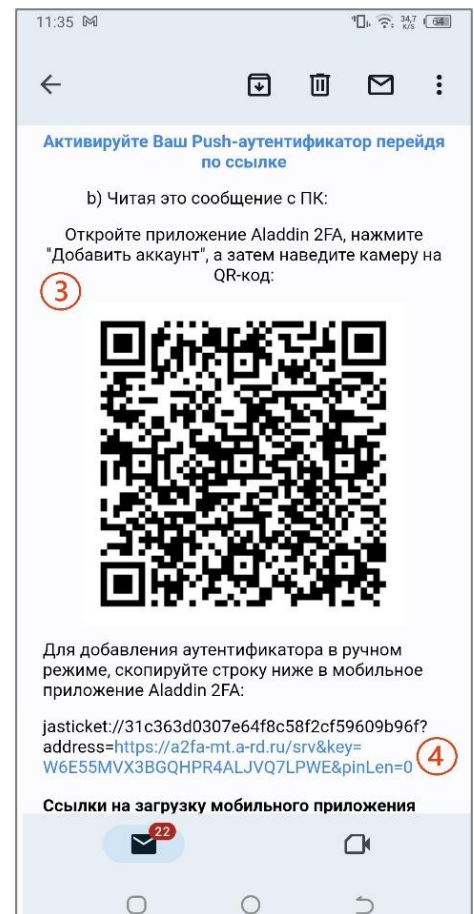 11:35
34,7
K/S
64
Активируйте Ваш Push-аутентификатор перейдя
по ссылке
b) Читая это сообщение с ПК:
Откройте приложение Aladdin 2FA, нажмите
"Добавить аккаунт", а затем наведите камеру на
QR-код:
3
Для добавления аутентификатора в ручном
режиме, скопируйте строку ниже в мобильное
приложение Aladdin 2FA:
jasticket://31c363d0307e64f8c58f2cf59609b96f?
address=https://a2fa-mt.a-rd.ru/srv&key=
W6E55MVX3BGQHPR4ALJVQ7LPWE&pinLen=0
4
Ссылки на загрузку мобильного приложения
22